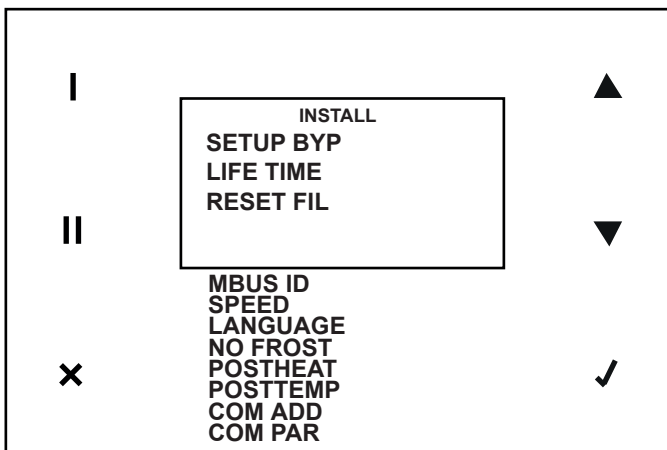 I
INSTALL
SETUP BYP
LIFE TIME
RESET FIL
II
MBUS ID
SPEED
LANGUAGE
NO FROST
POSTHEAT
POSTTEMP
COM ADD
COM PAR